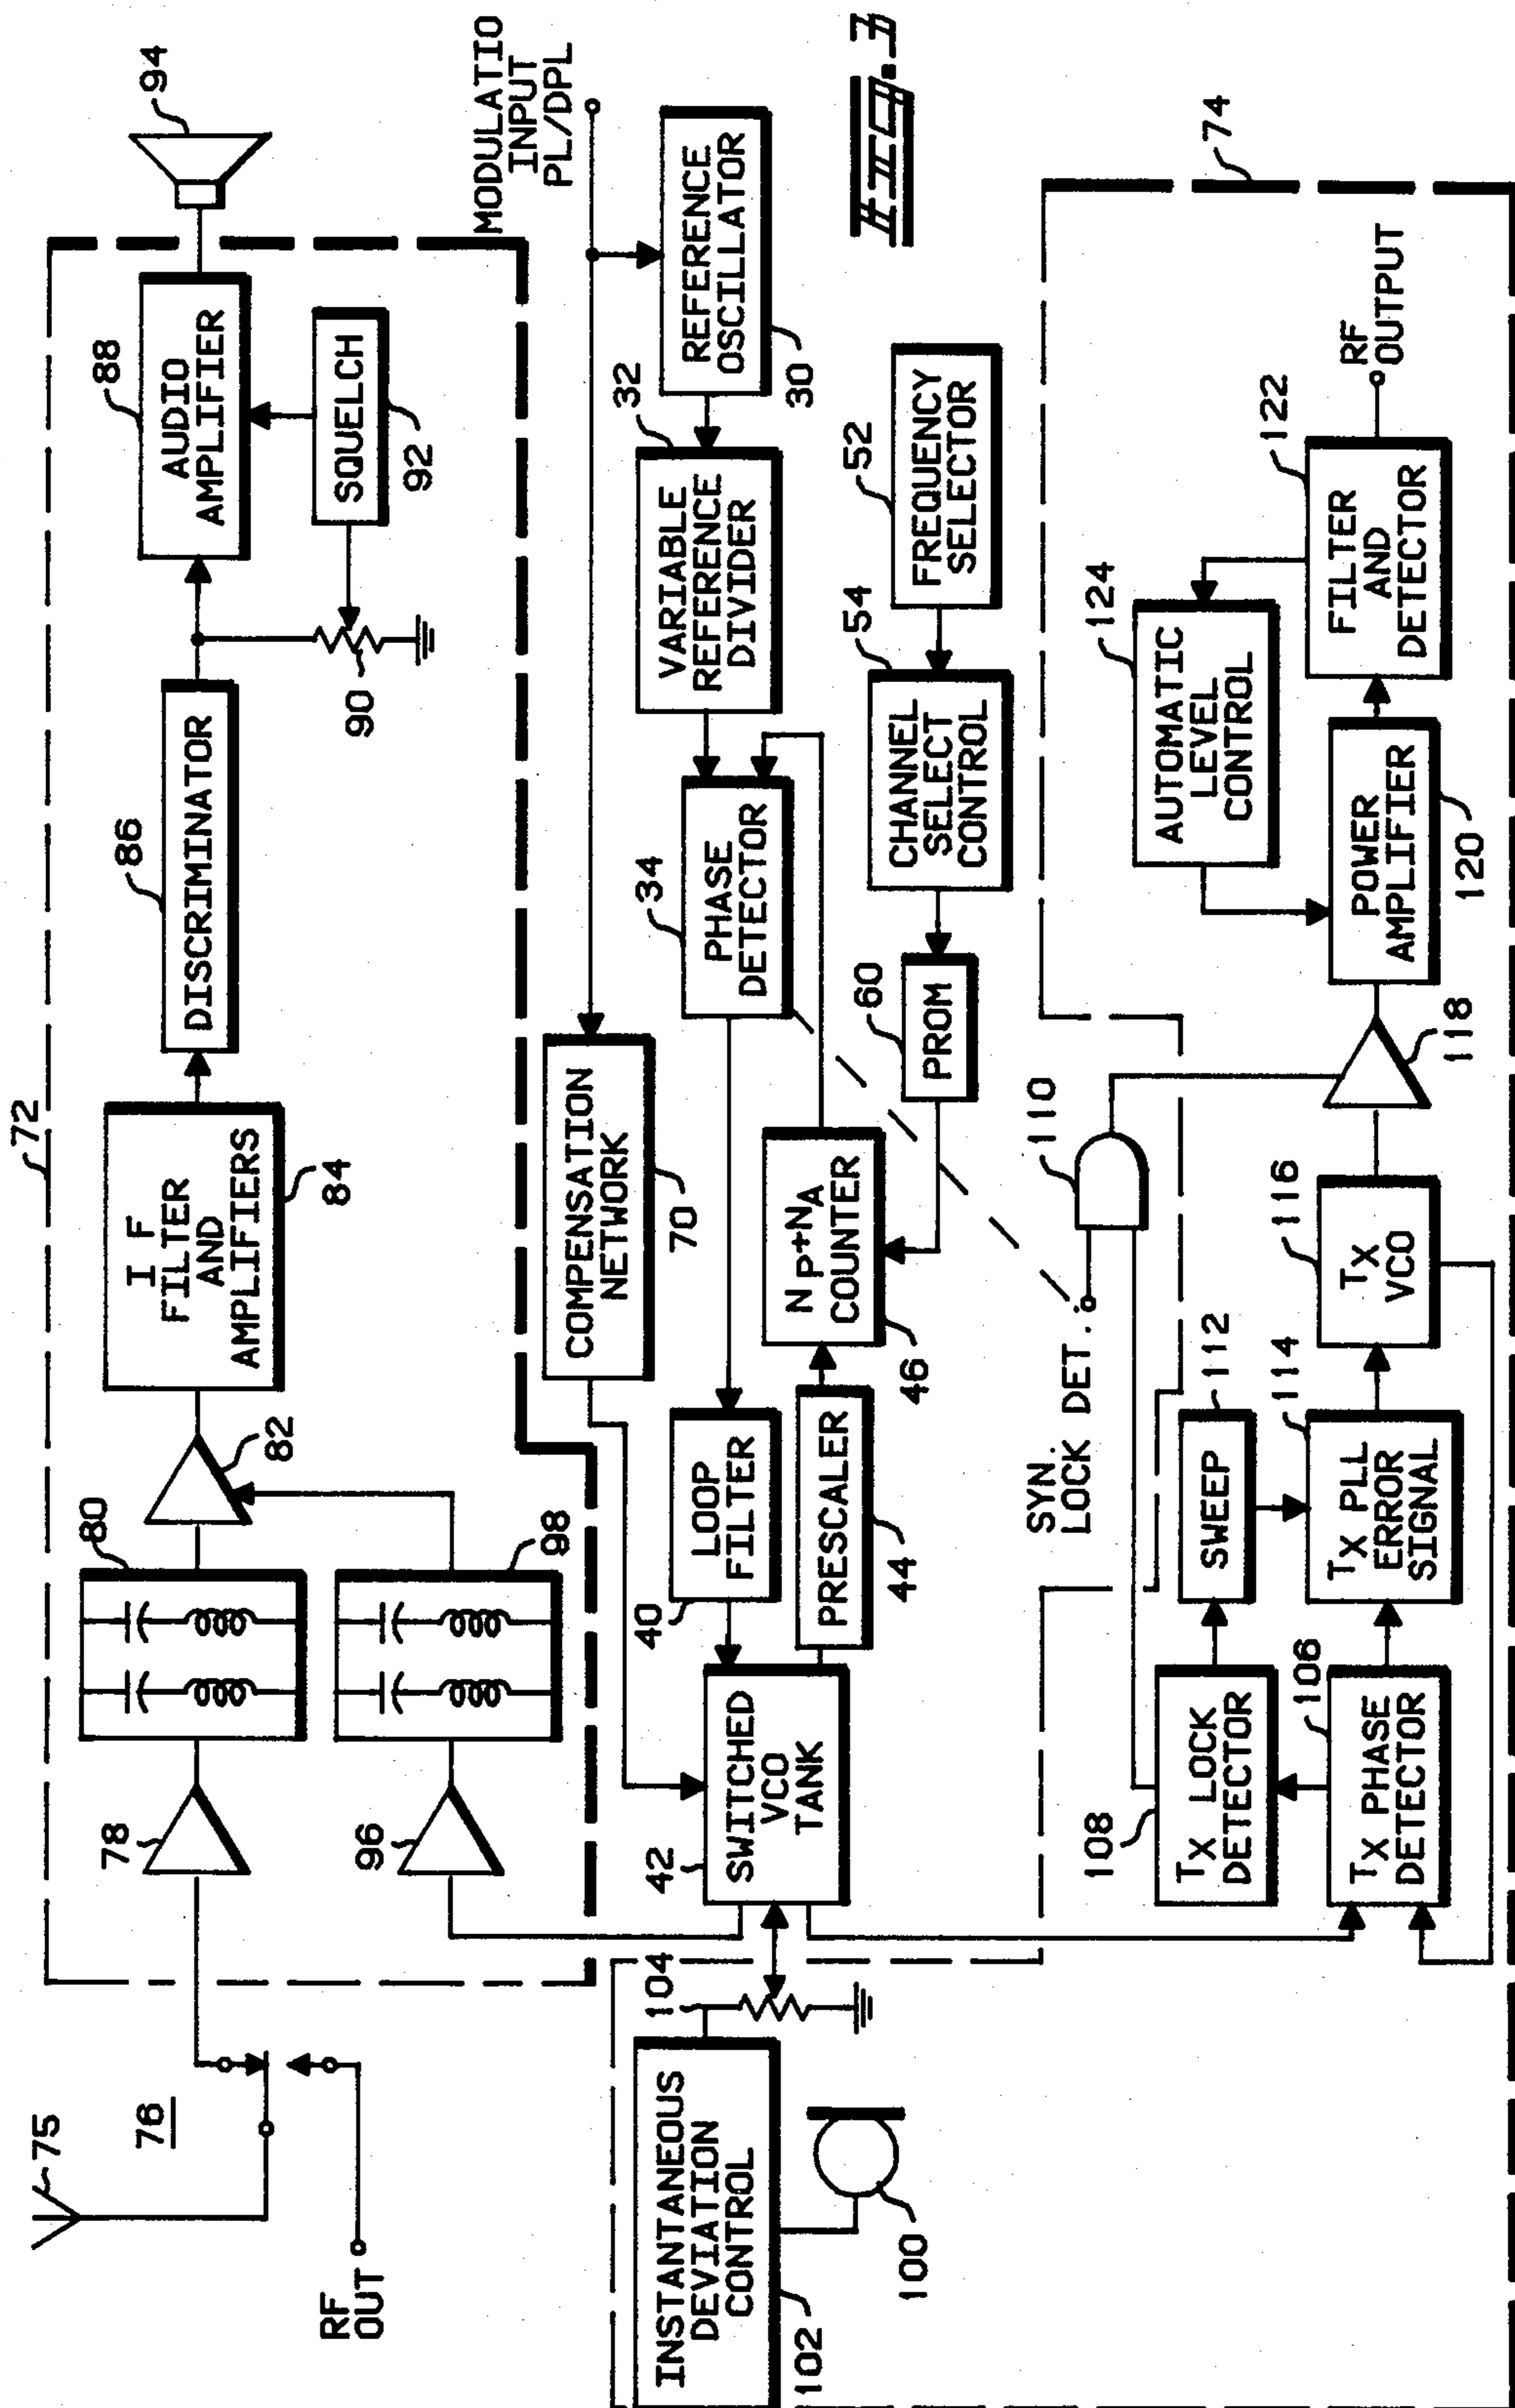 75
76
RF
OUT
72
78
80
82
I F
FILTER
AND
AMPLIFIERS
84
86
DISCRIMINATOR
90
88
AUDIO
AMPLIFIER
SQUELCH
92
94
96
98
MODULATIO
INPUT
PL/DPL
COMPENSATION
NETWORK
70
REFERENCE
OSCILLATOR
30
32
VARIABLE
REFERENCE
DIVIDER
34
PHASE
DETECTOR
LOOP
FILTER
40
42
SWITCHED
VCO
TANK
PRESCALER
44
NP+NA
COUNTER
46
60
PROM
54
CHANNEL
SELECT
CONTROL
52
FREQUENCY
SELECTOR
FIG. 3
INSTANTANEOUS
DEVIATION
CONTROL
102
100
104
74
SYN.
LOCK DET.
110
108
TX LOCK
DETECTOR
SWEEP
112
106
TX PHASE
DETECTOR
114
TX PLL
ERROR
SIGNAL
116
TX
VCO
118
124
AUTOMATIC
LEVEL
CONTROL
POWER
AMPLIFIER
120
122
FILTER
AND
DETECTOR
RF
OUTPUT